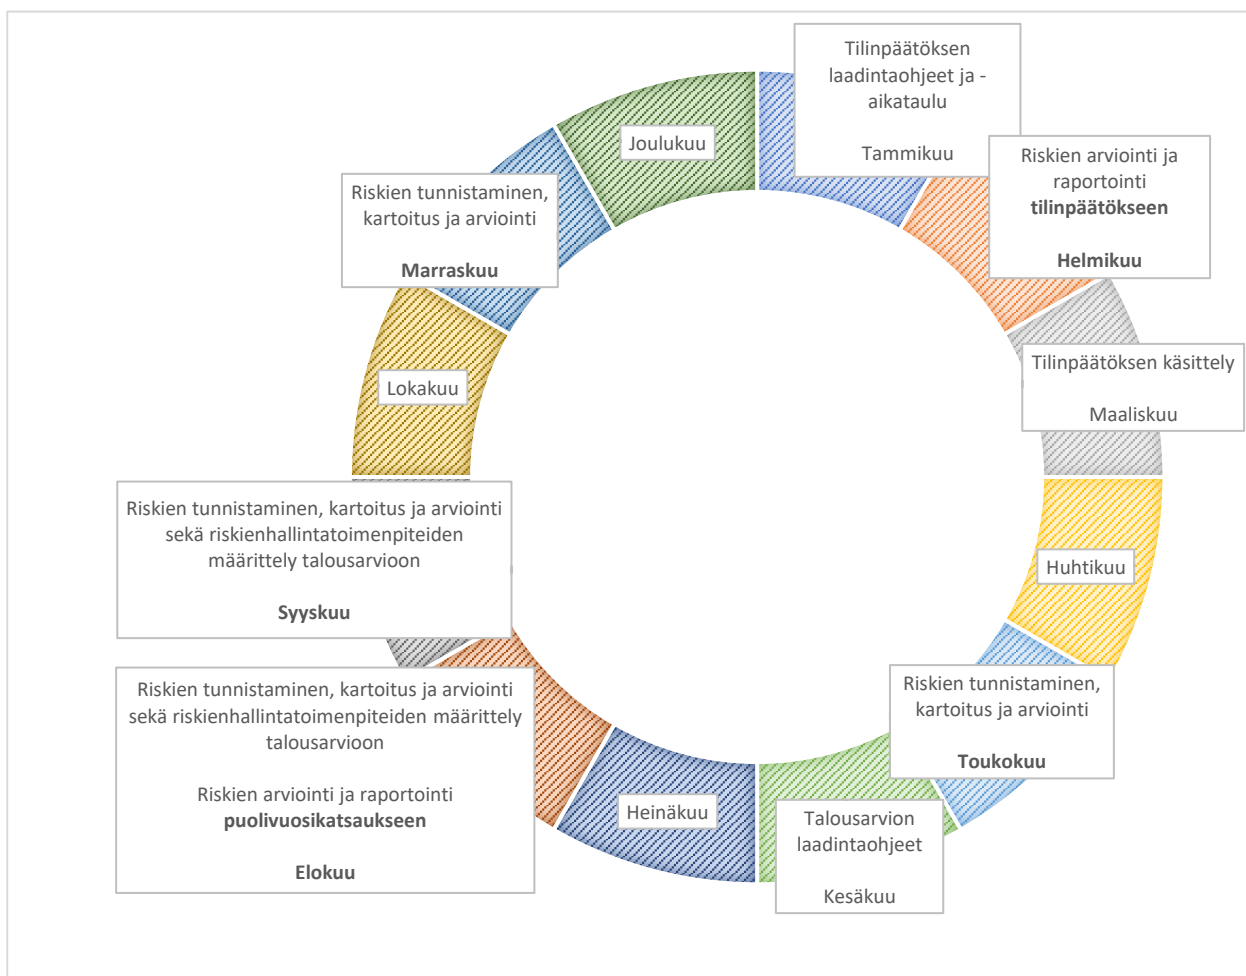 Tilinpäätöksen
laadintaohjeet ja -
aikataulu
Tammikuu
Riskien arviointi ja
raportointi
tilinpäätökseen
Helmikuu
Tilinpäätöksen käsittely
Maaliskuu
Huhtikuu
Riskien tunnistaminen,
kartoitus ja arviointi
Toukokuu
Talousarvion
laadintaohjeet
Kesäkuu
Heinäkuu
Riskien tunnistaminen, kartoitus ja arviointi
sekä riskienhallintatoimenpiteiden määrittely
talousarvioon
Riskien arviointi ja raportointi
puolivuosikatsaukseen
Elokuu
Riskien tunnistaminen, kartoitus ja arviointi
sekä riskienhallintatoimenpiteiden
määrittely talousarvioon
Syyskuu
Lokakuu
Riskien tunnistaminen,
kartoitus ja arviointi
Marraskuu
Joulukuu